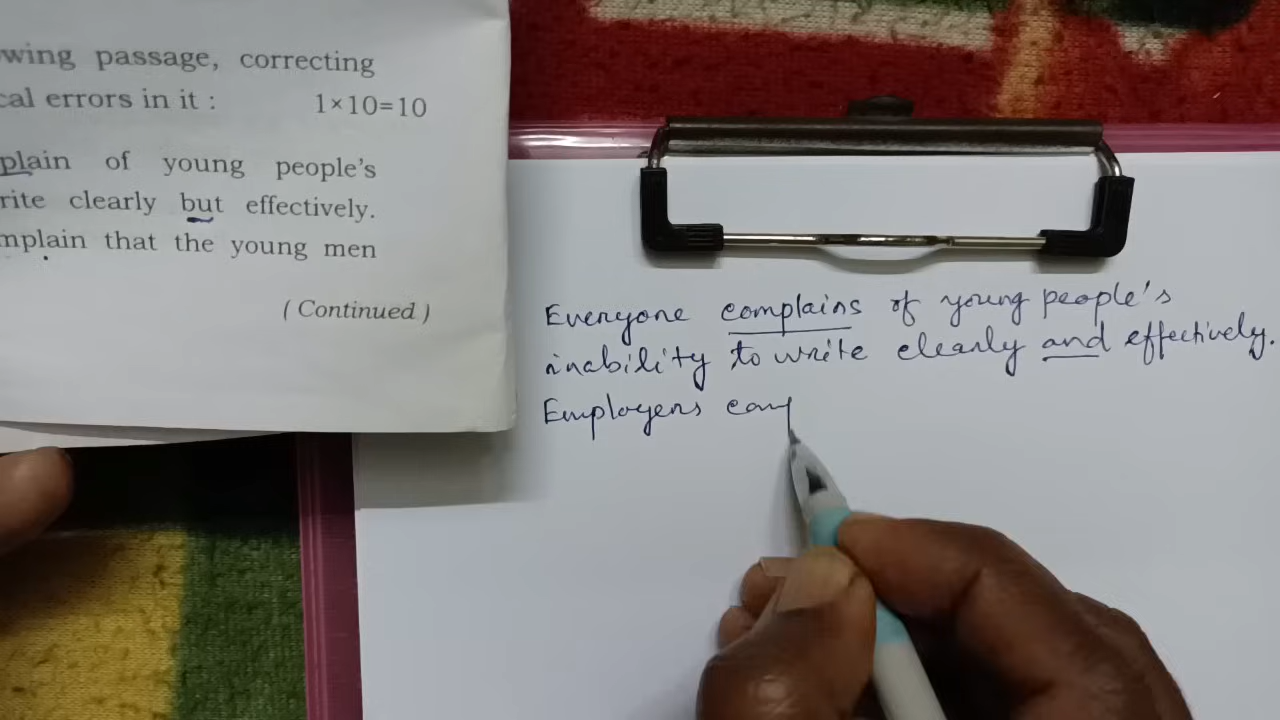 wing passage, correcting
cal errors in it : 1×10=10
plain of young people's
rite clearly but effectively.
mplain that the young men
( Continued )
Everyone complains of young people's
inability to write clearly and effectively.
Employers comp